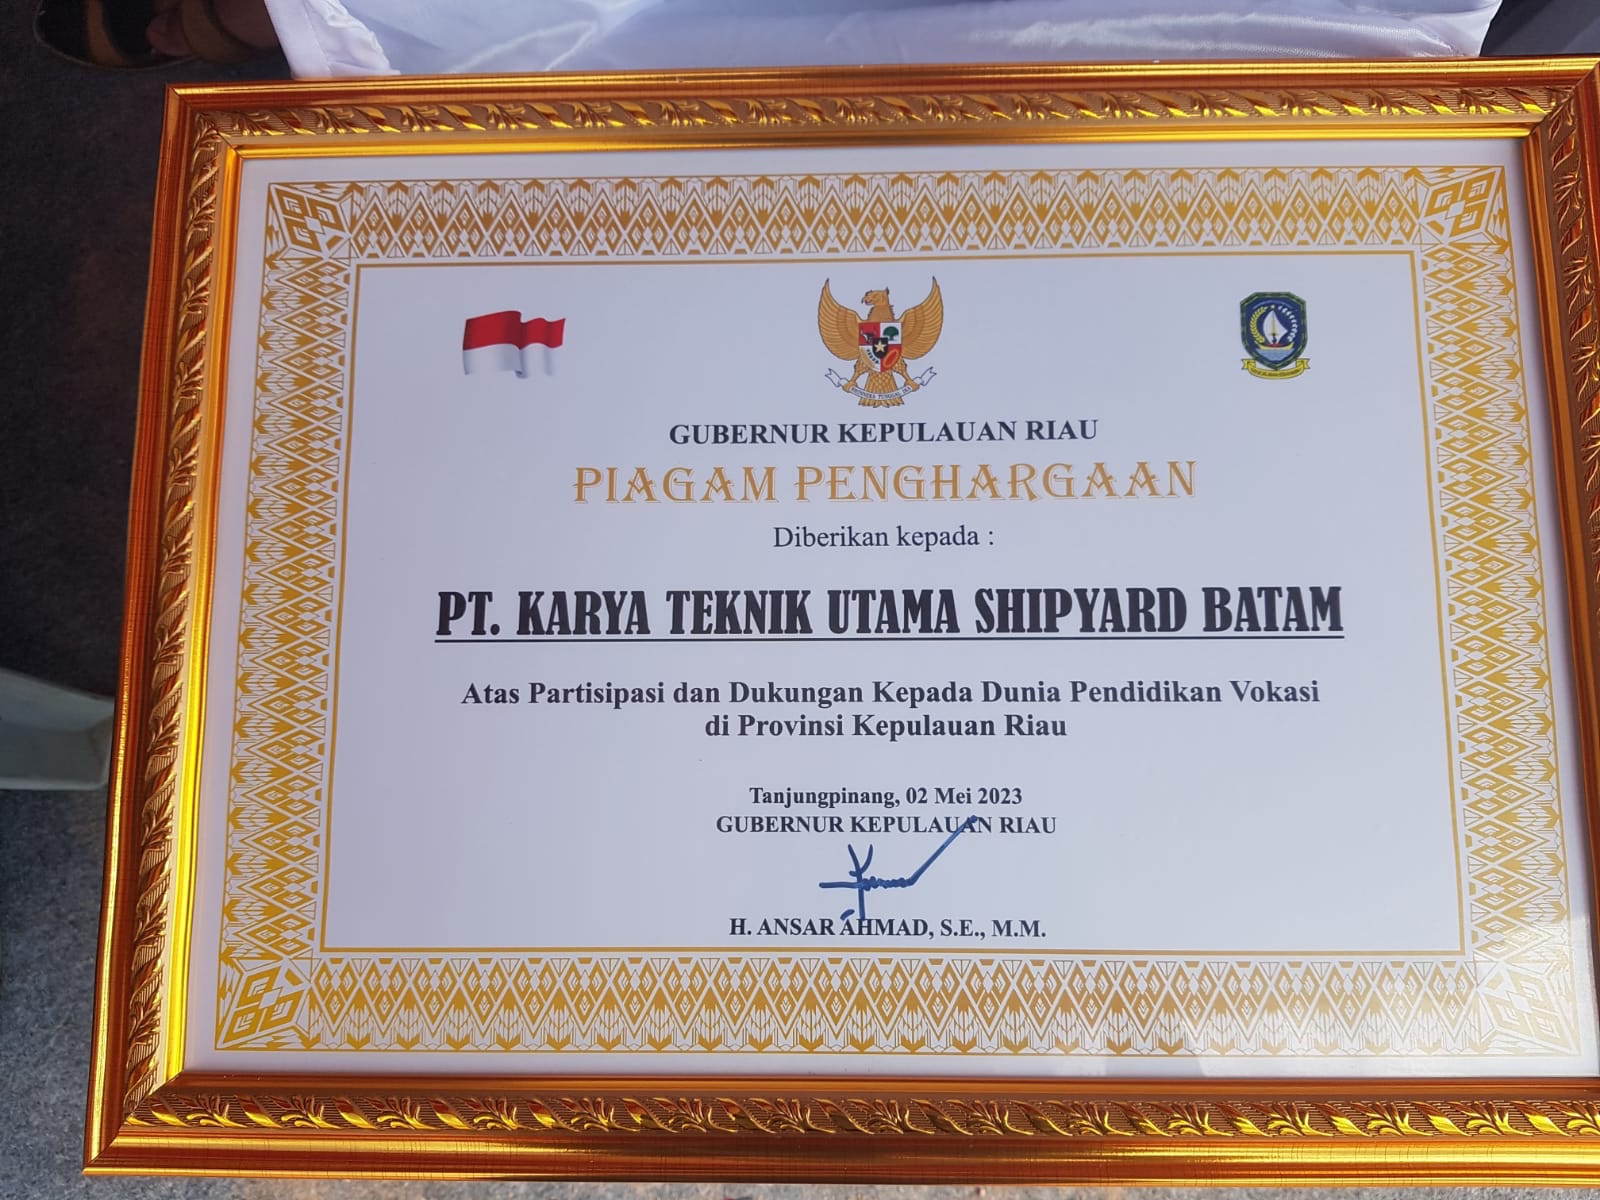 GUBERNUR KEPULAUAN RIAU
PIAGAM PENGHARGAAN
Diberikan kepada :
PT. KARYA TEKNIK UTAMA SHIPYARD BATAM
Atas Partisipasi dan Dukungan Kepada Dunia Pendidikan Vokasi
di Provinsi Kepulauan Riau
Tanjungpinang, 02 Mei 2023
GUBERNUR KEPULAUAN RIAU
H. ANSAR AHMAD, S.E., M.M.